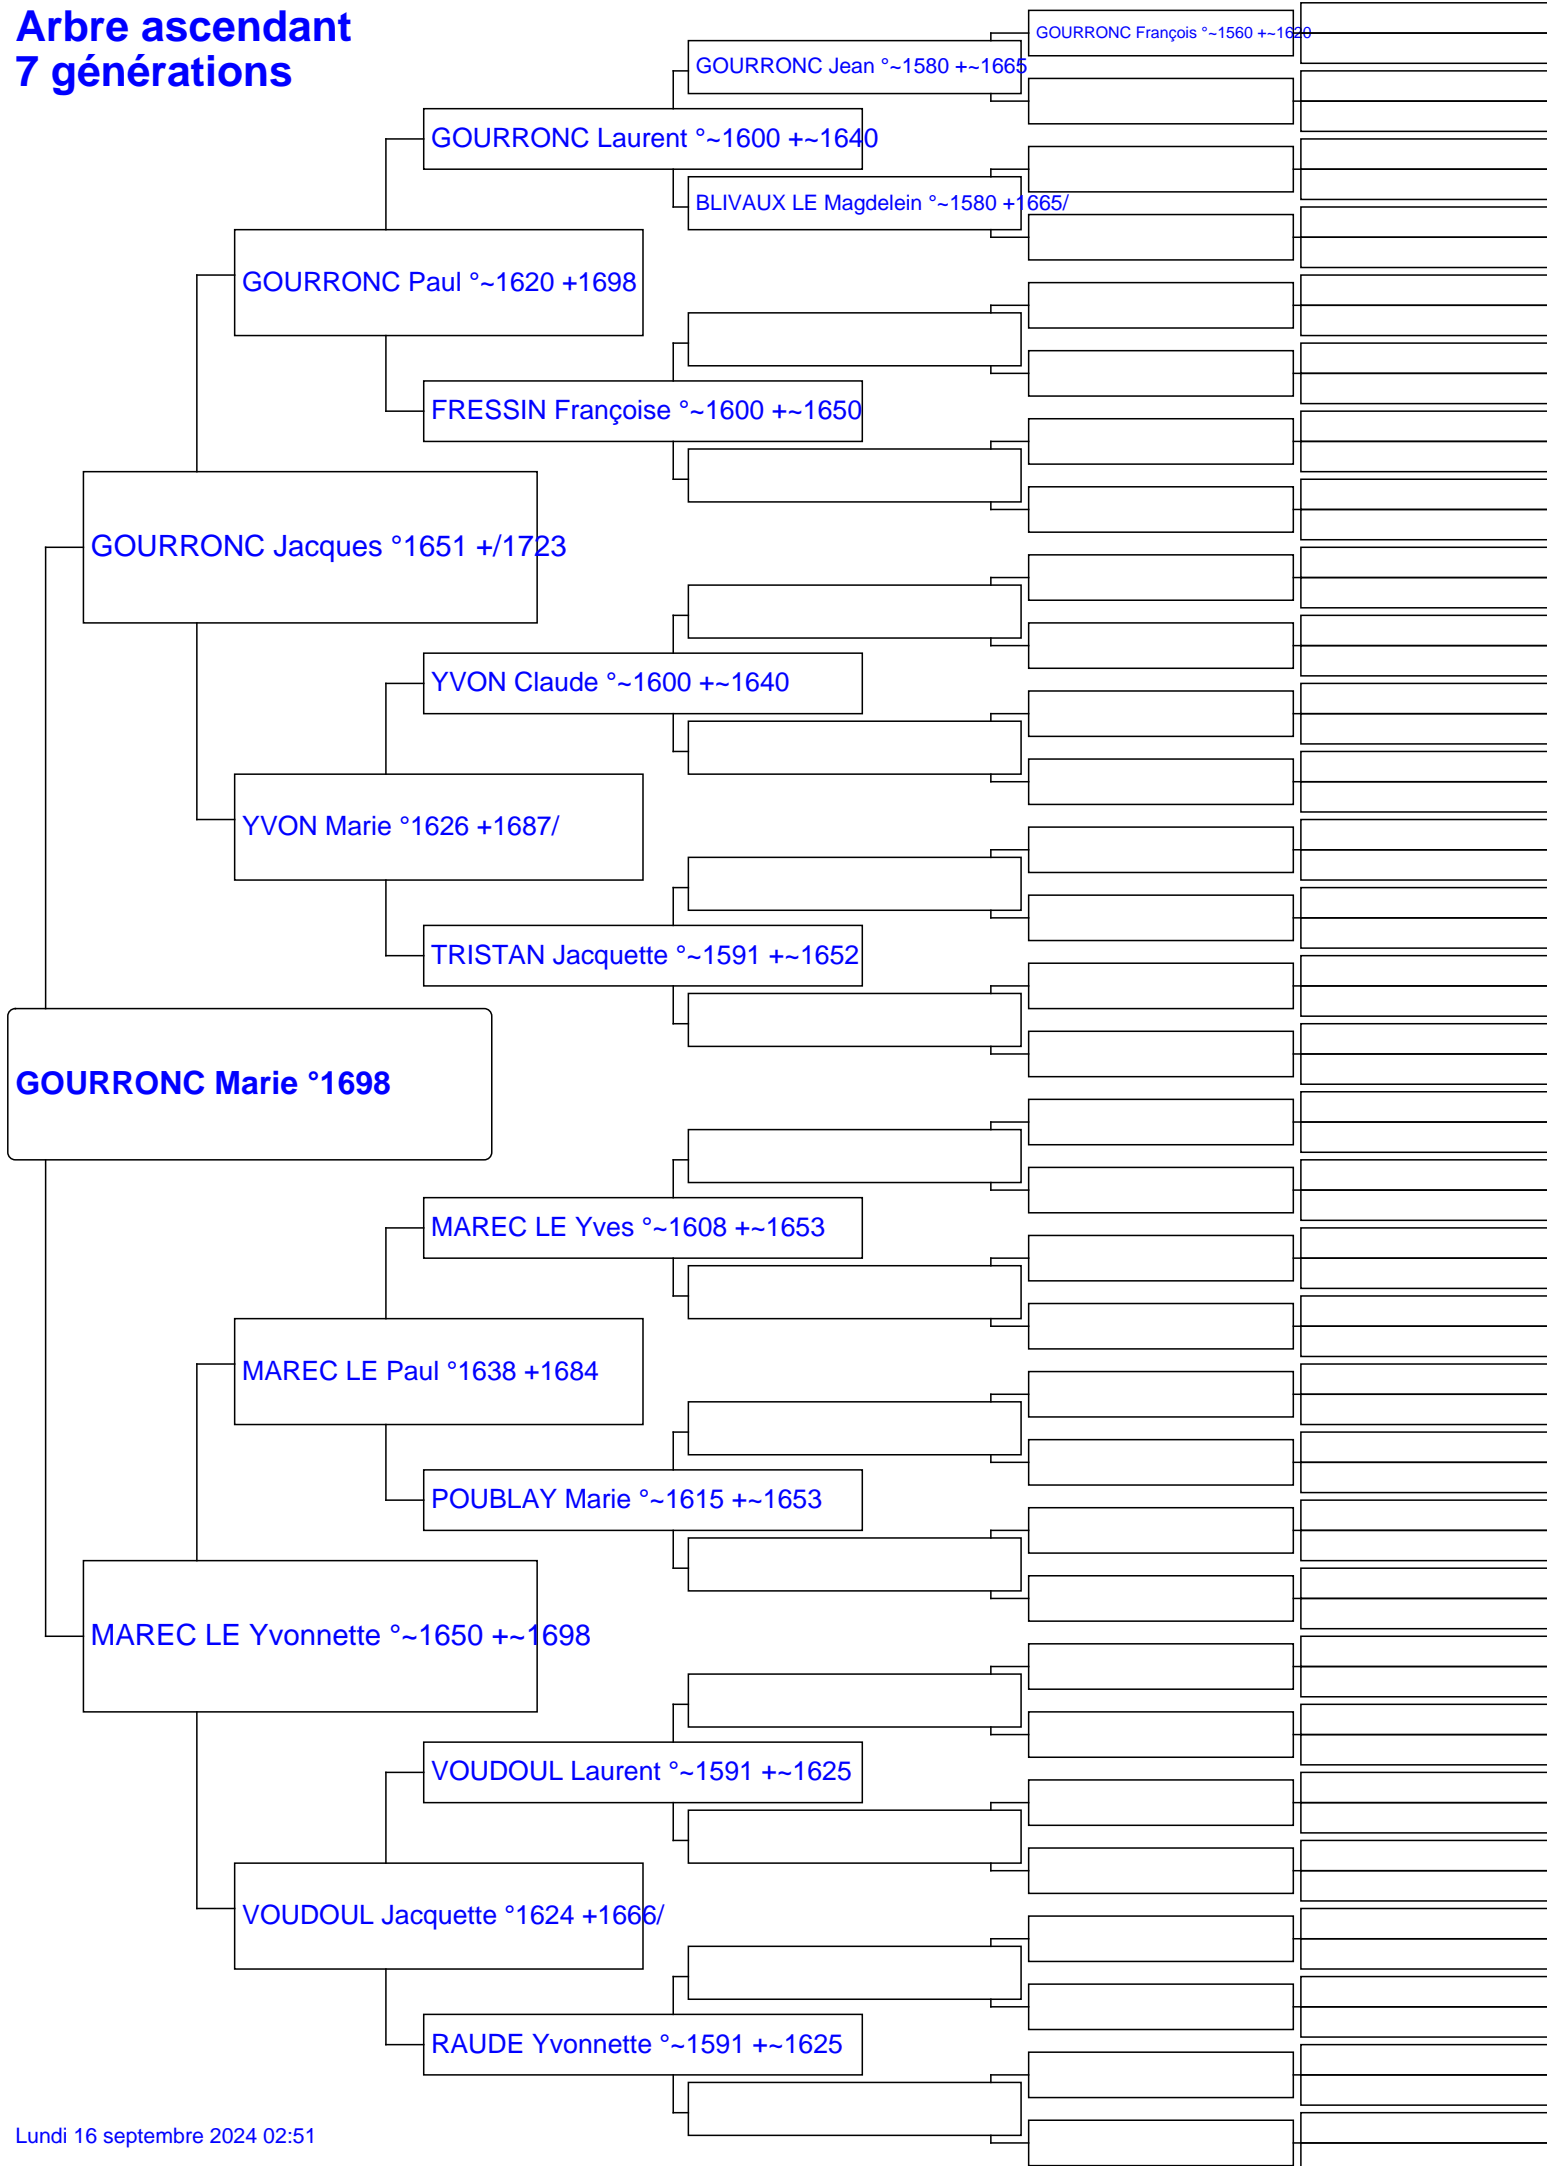 Arbre ascendant
7 générations
GOURRONC François °~1560 +~1620
GOURRONC Jean °~1580 +~1665
GOURRONC Laurent °~1600 +~1640
BLIVAUX LE Magdelein °~1580 +1665/
GOURRONC Paul °~1620 +1698
FRESSIN Françoise °~1600 +~1650
GOURRONC Jacques °1651 +/1723
YVON Claude °~1600 +~1640
YVON Marie °1626 +1687/
TRISTAN Jacquette °~1591 +~1652
GOURRONC Marie °1698
MAREC LE Yves °~1608 +~1653
MAREC LE Paul °1638 +1684
POUBLAY Marie °~1615 +~1653
MAREC LE Yvonnette °~1650 +~1698
VOUDOUL Laurent °~1591 +~1625
VOUDOUL Jacquette °1624 +1666/
RAUDE Yvonnette °~1591 +~1625
Lundi 16 septembre 2024 02:51